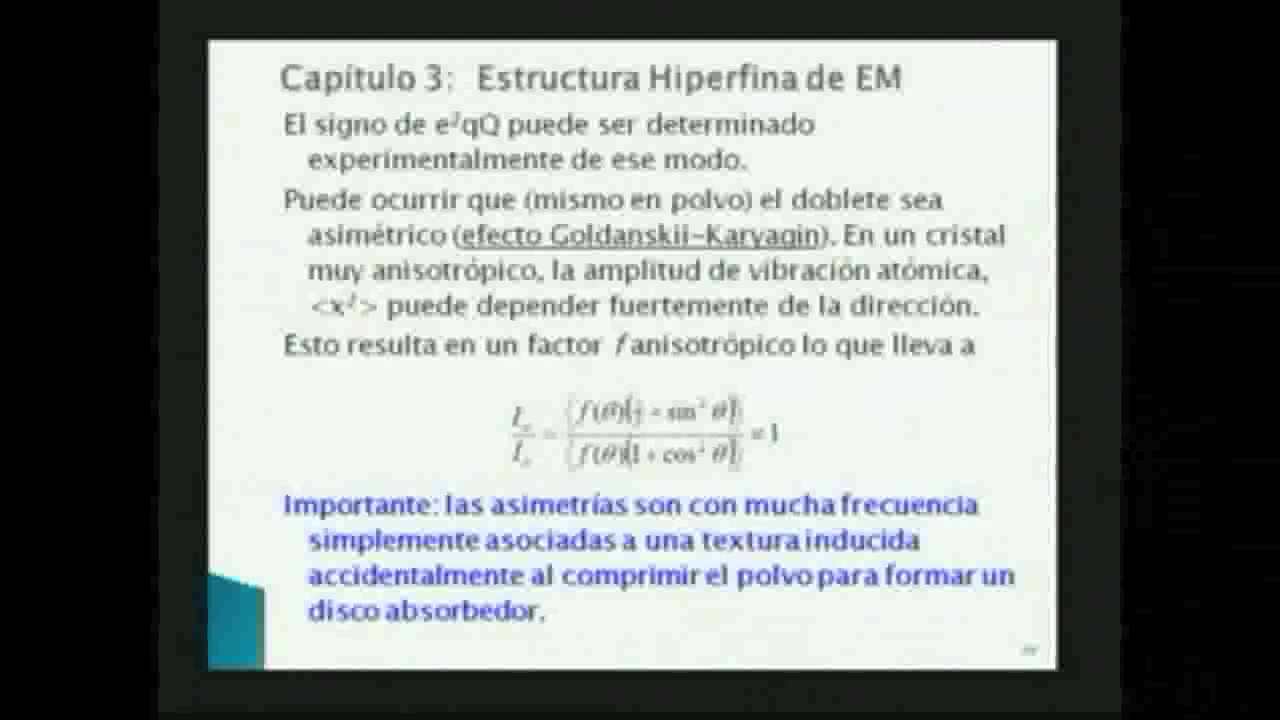 Capítulo 3: Estructura Hiperfina de EM
El signo de e²qQ puede ser determinado
experimentalmente de ese modo.
Puede ocurrir que (mismo en polvo) el doblete sea
asimétrico (efecto Goldanskii-Karyagin). En un cristal
muy anisotrópico, la amplitud de vibración atómica,
<x²> puede depender fuertemente de la dirección.
Esto resulta en un factor f anisotrópico lo que lleva a
Importante: las asimetrías son con mucha frecuencia
simplemente asociadas a una textura inducida
accidentalmente al comprimir el polvo para formar un
disco absorbedor.